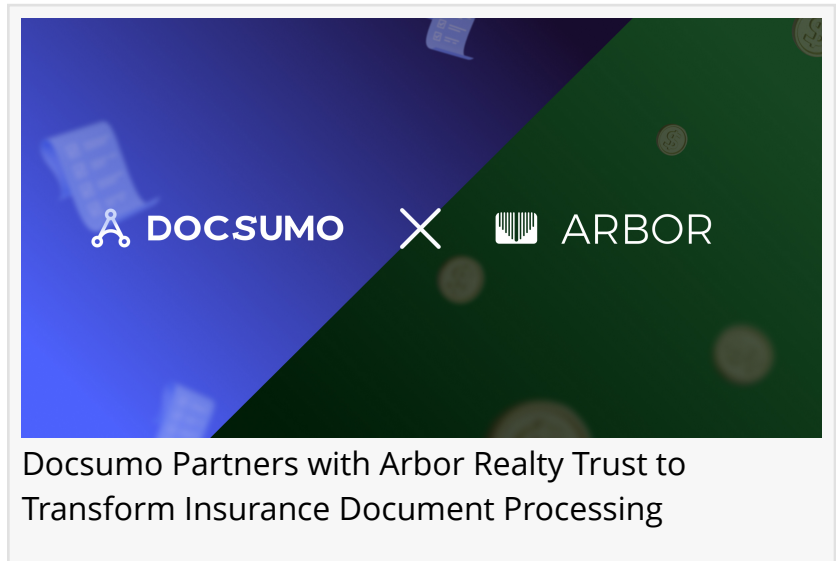 DOCSUMO
ARBOR
Docsumo Partners with Arbor Realty Trust to
Transform Insurance Document Processing